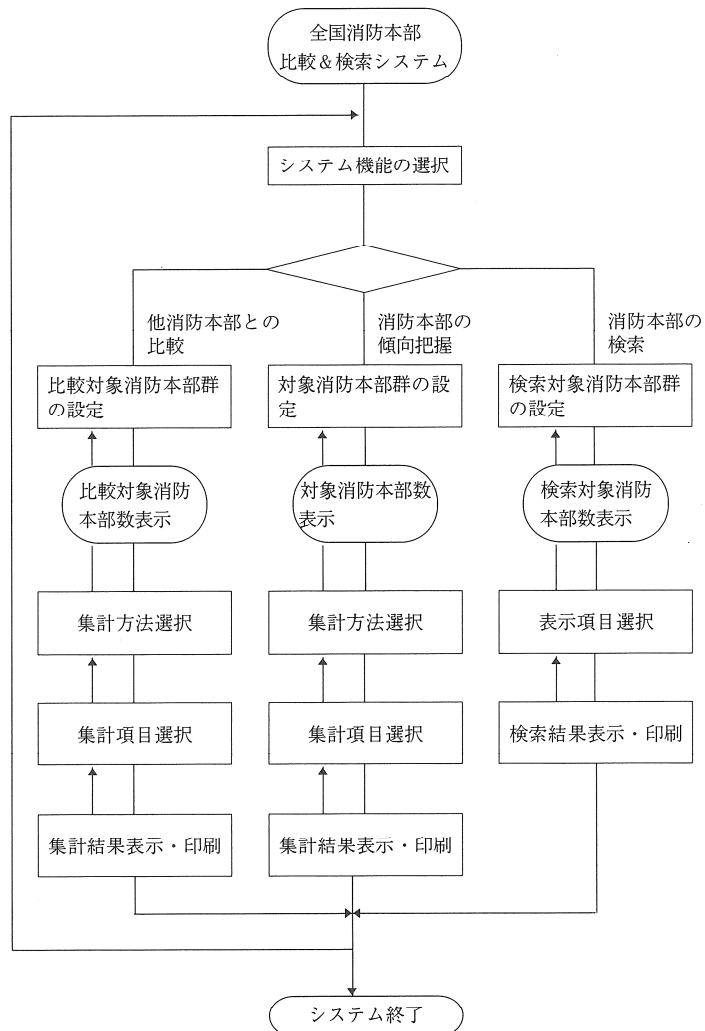 全国消防本部
比較＆検索システム
システム機能の選択
他消防本部との
比較
消防本部の
傾向把握
消防本部の
検索
比較対象消防本部群
の設定
対象消防本部群の設
定
検索対象消防本部群
の設定
比較対象消防
本部数表示
対象消防本部数
表示
検索対象消防
本部数表示
集計方法選択
集計方法選択
表示項目選択
集計項目選択
集計項目選択
検索結果表示・印刷
集計結果表示・印刷
集計結果表示・印刷
システム終了